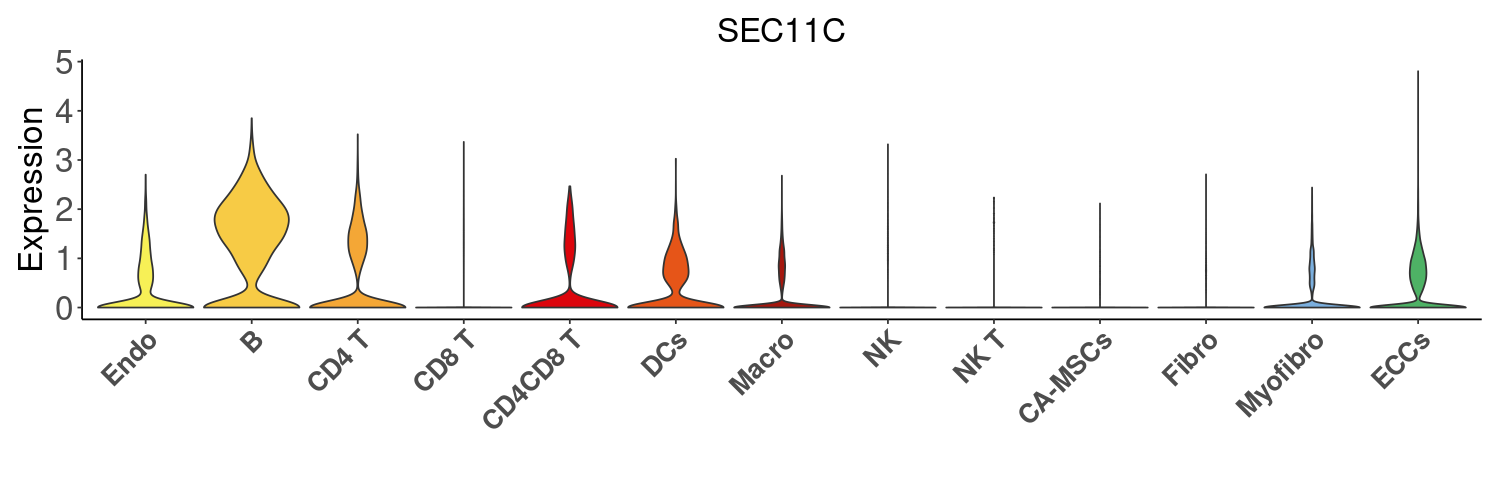 SEC11C
Expression
5
4
3
2
1
0
Endo
B
CD4 T
CD8 T
CD4CD8 T
DCs
Macro
NK
NK T
CA-MSCs
Fibro
Myofibro
ECCs